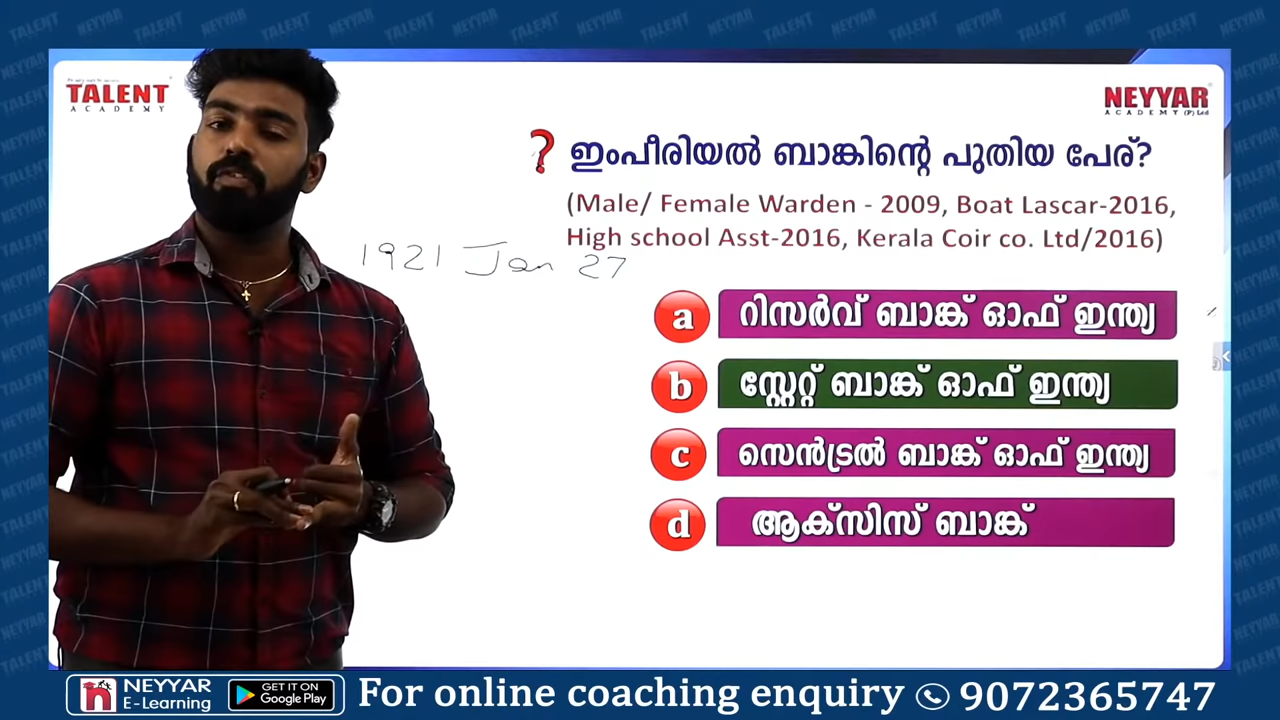 TALENT
ACADEMY
NEYYAR
ACADEMY (P) Ltd
? ഇംപീരിയൽ ബാങ്കിന്റെ പുതിയ പേര്?
(Male/ Female Warden - 2009, Boat Lascar-2016,
High school Asst-2016, Kerala Coir co. Ltd/2016)
1921 Jan 27
a റിസർവ് ബാങ്ക് ഓഫ് ഇന്ത്യ
b സ്റ്റേറ്റ് ബാങ്ക് ഓഫ് ഇന്ത്യ
c സെൻട്രൽ ബാങ്ക് ഓഫ് ഇന്ത്യ
d ആക്സിസ് ബാങ്ക്
NEYYAR
E-Learning
GET IT ON
Google Play
For online coaching enquiry 9072365747